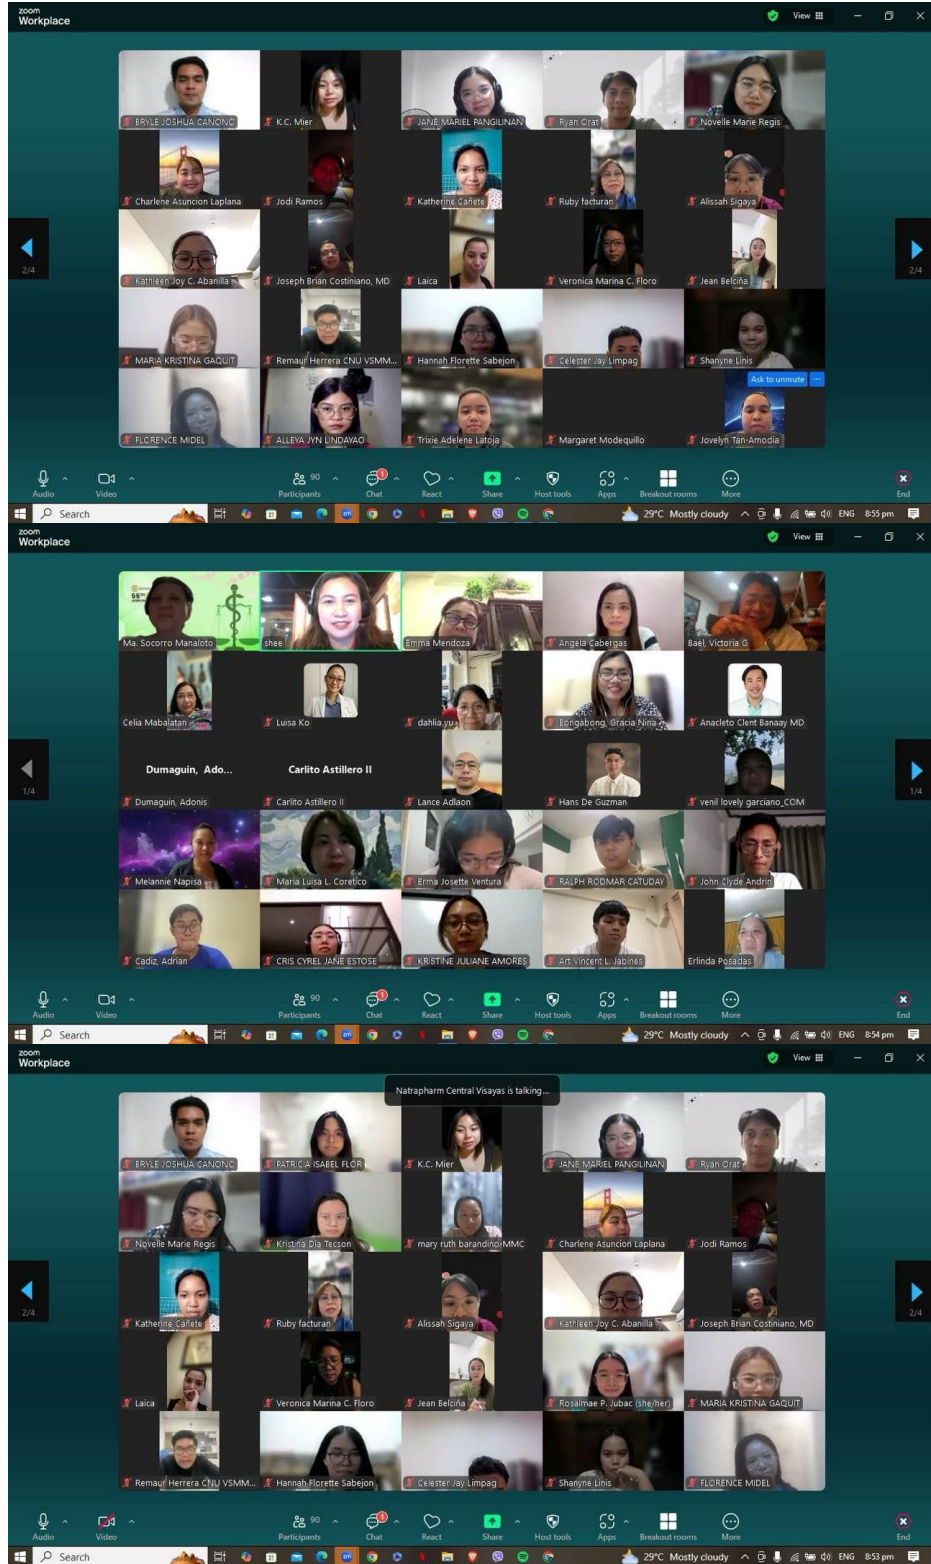 zoom
Workplace
View
BRYLE JOSHUA CANONC
K.C. Mier
JANE MARIEL PANGILINAN
Ryan Orat
Novelle Marie Regis
Charlene Asuncion Laplana
Jodi Ramos
Katherine Cañete
Ruby facturan
Alissah Sigaya
Kathleen Joy C. Abanilla
Joseph Brian Costiniano, MD
Laica
Veronica Marina C. Floro
Jean Belciña
2/4
2/4
MARIA KRISTINA GAQUIT
Remaur Herrera CNU VSMM...
Hannah Florette Sabejon
Celester Jay Limpag
Shanyne Linis
Ask to unmute ...
FLORENCE MIDEL
ALLEYA JYN LINDAYAO
Trixie Adelene Latoja
Margaret Modequillo
Jovelyn Tan-Amodia
90
1
Audio Video Participants Chat React Share Host tools Apps Breakout rooms More End
Search 29°C Mostly cloudy ENG 8:55 pm
zoom
Workplace
View
55TH
Ma. Socorro Manaloto
shee
Emma Mendoza
Angela Cabergas
Bael, Victoria G
Celia Mabalatan
Luisa Ko
dahlia yu
Bongabong, Gracia Nina
Anacleto Clent Banaay MD
Dumaguin, Ado...
Carlito Astillero II
1/4
1/4
Dumaguin, Adonis
Carlito Astillero II
Lance Adlaon
Hans De Guzman
venil lovely garciano_COM
Melannie Napisa
Maria Luisa L. Coretico
Erma Josette Ventura
RALPH RODMAR CATUDAY
John Clyde Andrin
Cadiz, Adrian
CRIS CYREL JANE ESTOSE
KRISTINE JULIANE AMORES
Art Vincent L. Jabines
Erlinda Posadas
90
1
Audio Video Participants Chat React Share Host tools Apps Breakout rooms More End
Search 29°C Mostly cloudy ENG 8:54 pm
zoom
Workplace
View
Natrapharm Central Visayas is talking...
BRYLE JOSHUA CANONC
PATRICIA ISABEL FLOR
K.C. Mier
JANE MARIEL PANGILINAN
Ryan Orat
Novelle Marie Regis
Kristina Dia Tecson
mary ruth barandino-MMC
Charlene Asuncion Laplana
Jodi Ramos
2/4
2/4
Katherine Cañete
Ruby facturan
Alissah Sigaya
Kathleen Joy C. Abanilla
Joseph Brian Costiniano, MD
Laica
Veronica Marina C. Floro
Jean Belciña
Rosalmae P. Jubac (she/her)
MARIA KRISTINA GAQUIT
Remaur Herrera CNU VSMM...
Hannah Florette Sabejon
Celester Jay Limpag
Shanyne Linis
FLORENCE MIDEL
90
1
Audio Video Participants Chat React Share Host tools Apps Breakout rooms More End
Search 29°C Mostly cloudy ENG 8:53 pm